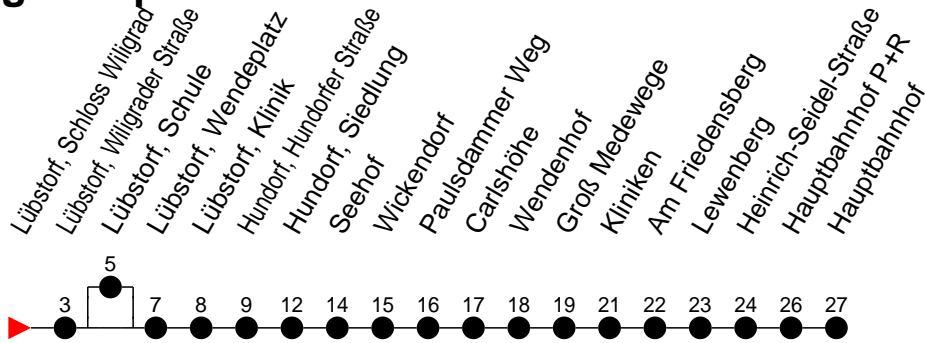 Lübstorf, Schloss Wiligrad
Lübstorf, Wiligrader Straße
Lübstorf, Schule
Lübstorf, Wendeplatz
Lübstorf, Klinik
Hundorf, Hundorfer Straße
Hundorf, Siedlung
Seehof
Wickendorf
Paulsdammer Weg
Carlshöhe
Wendenhof
Groß Medewege
Kliniken
Am Friedensberg
Lewenberg
Heinrich-Seidel-Straße
Hauptbahnhof P+R
Hauptbahnhof
5
3 7 8 9 12 14 15 16 17 18 19 21 22 23 24 26 27